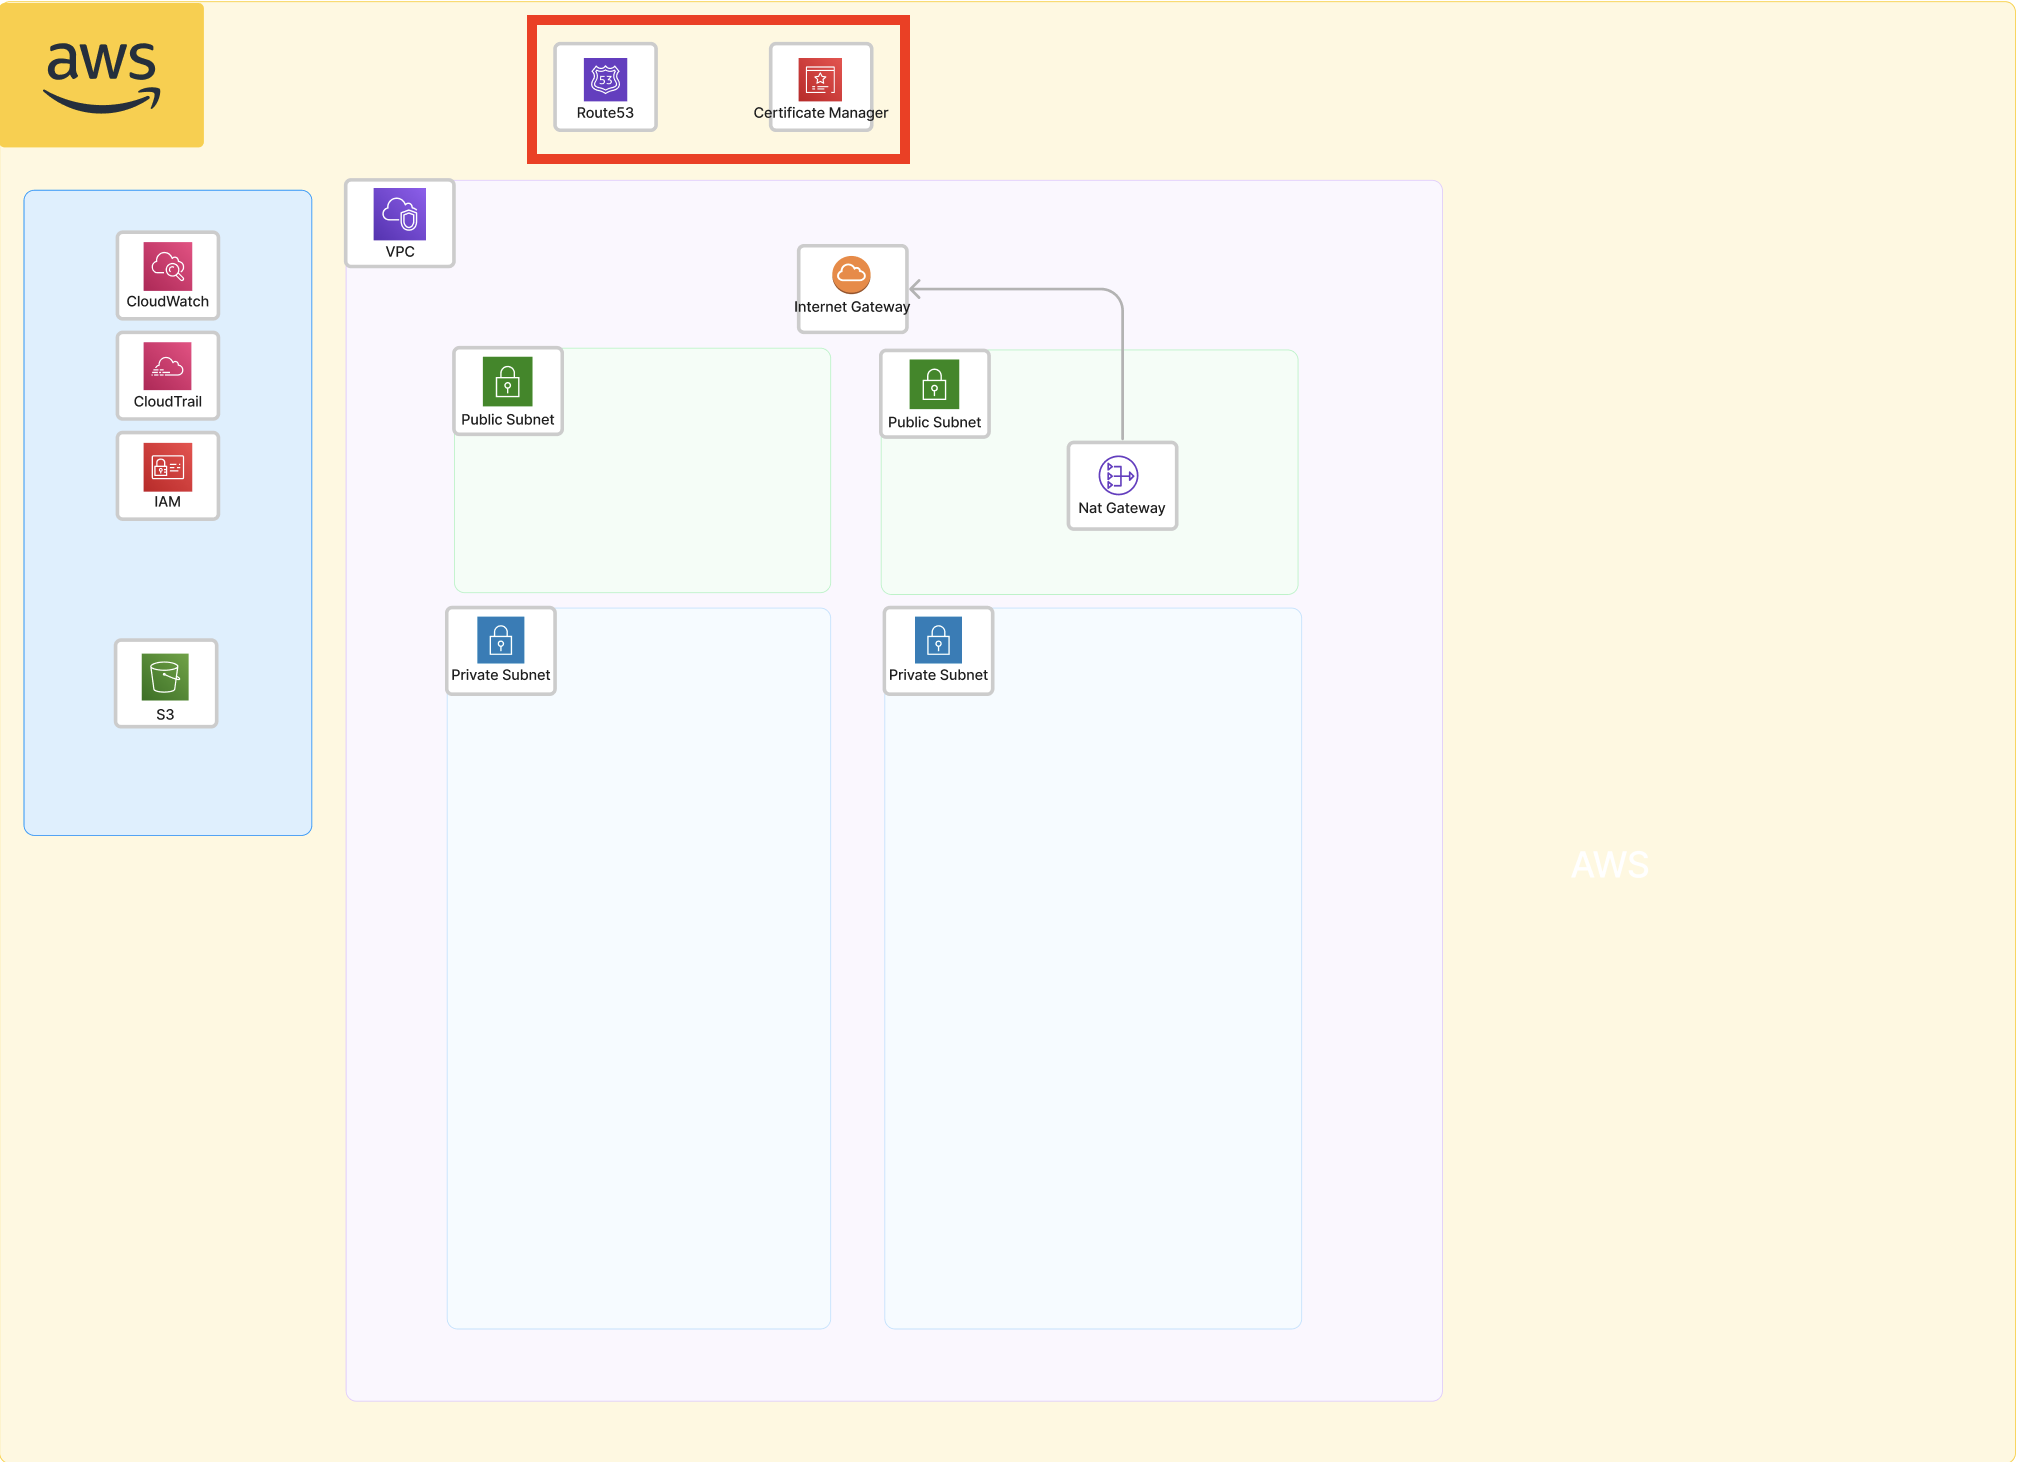 aws
53
Route53
Certificate Manager
VPC
CloudWatch
Internet Gateway
CloudTrail
Public Subnet
Public Subnet
IAM
Nat Gateway
Private Subnet
Private Subnet
S3
AWS